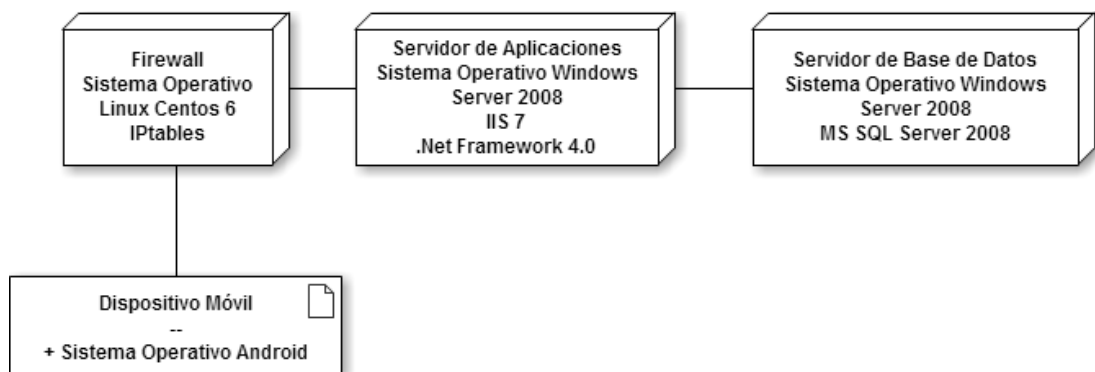 Firewall
Sistema Operativo
Linux Centos 6
IPtables
Servidor de Aplicaciones
Sistema Operativo Windows
Server 2008
IIS 7
.Net Framework 4.0
Servidor de Base de Datos
Sistema Operativo Windows
Server 2008
MS SQL Server 2008
Dispositivo Móvil
--
+ Sistema Operativo Android